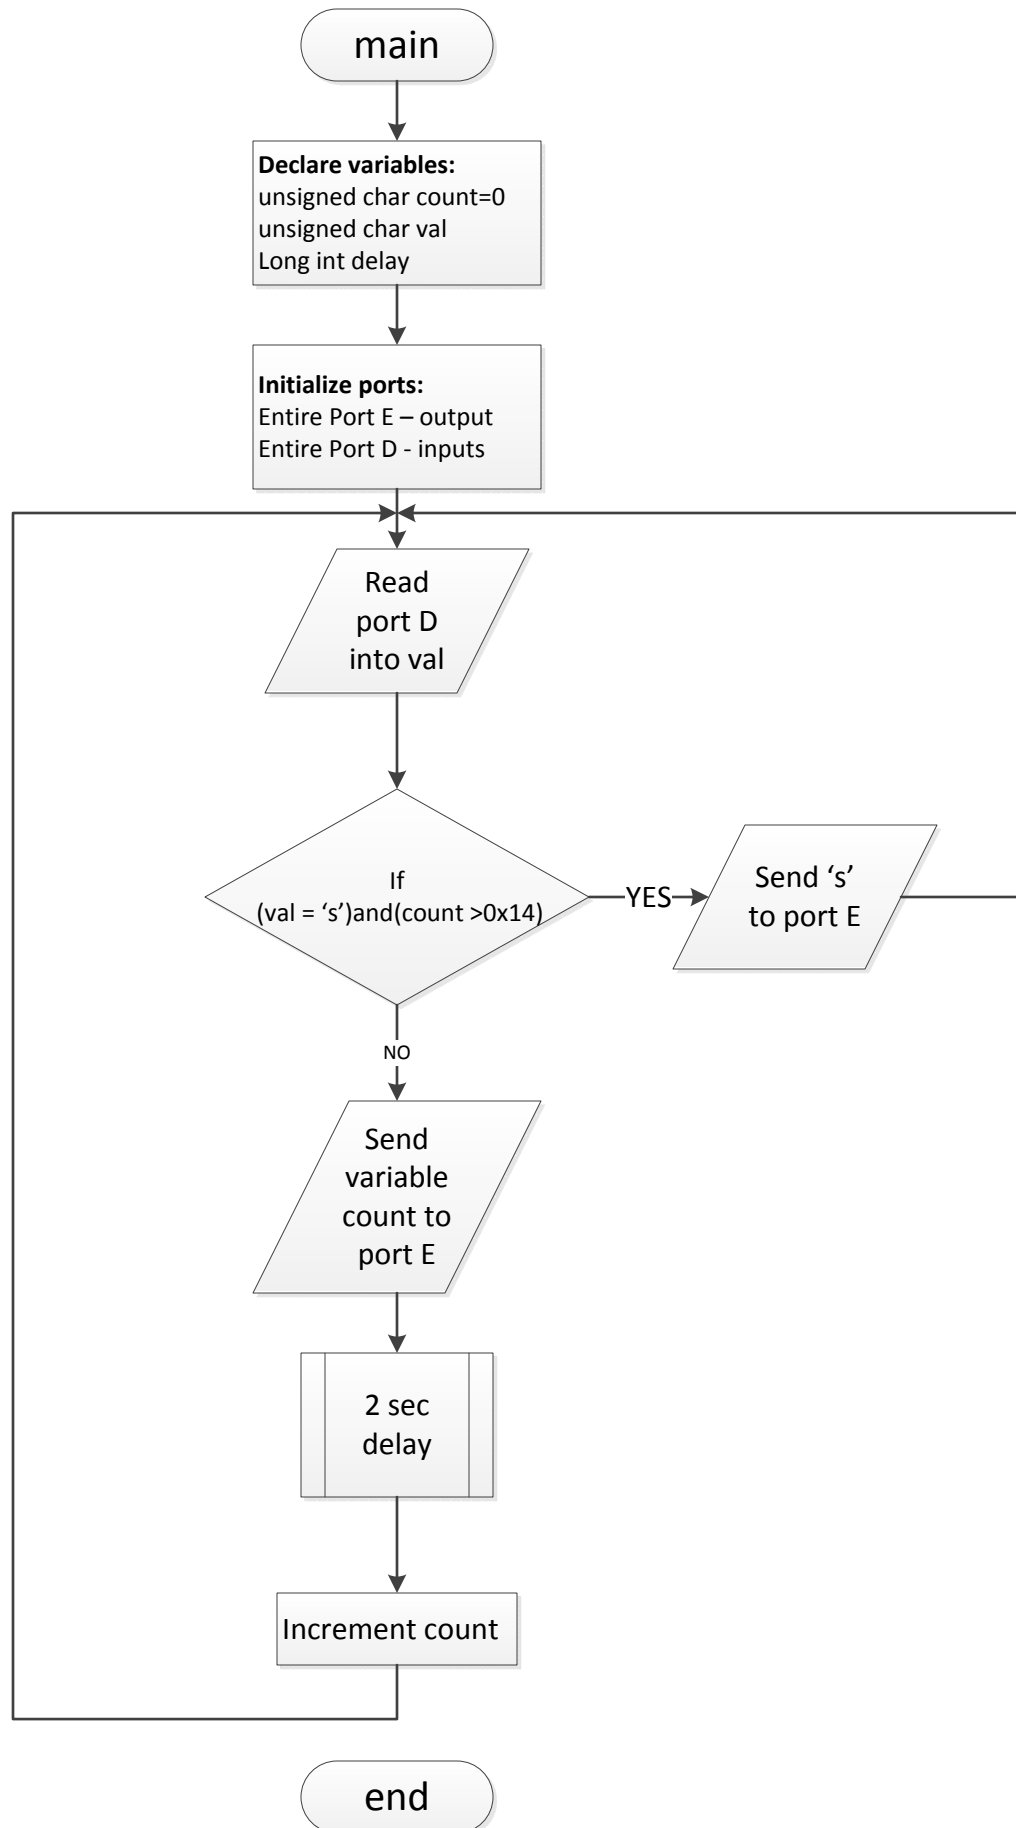 main
Declare variables:
unsigned char count=0
unsigned char val
Long int delay
Initialize ports:
Entire Port E – output
Entire Port D - inputs
Read
port D
into val
If
(val = ‘s’)and(count >0x14)
YES
Send ‘s’
to port E
NO
Send
variable
count to
port E
2 sec
delay
Increment count
end